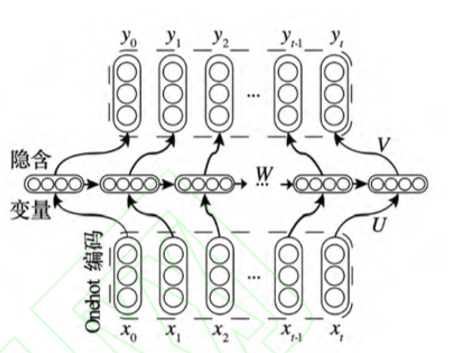 y0 y1 y2 yt-1 yt
...
V
隐含
W
...
变量
U
Onehot 编码
...
x0 x1 x2 xt-1 xt